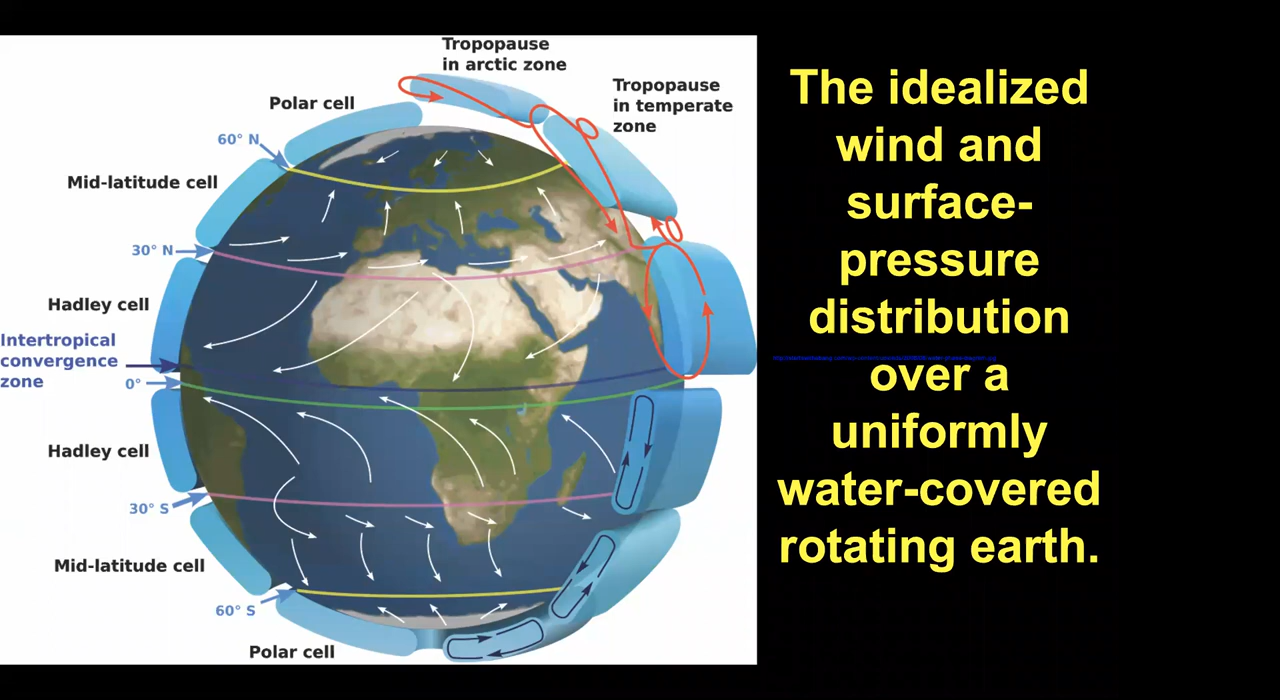 Tropopause
in arctic zone
Tropopause
in temperate
zone
Polar cell
60° N
Mid-latitude cell
30° N
Hadley cell
Intertropical
convergence
zone
0°
Hadley cell
30° S
Mid-latitude cell
60° S
Polar cell
The idealized
wind and
surface-
pressure
distribution
over a
uniformly
water-covered
rotating earth.